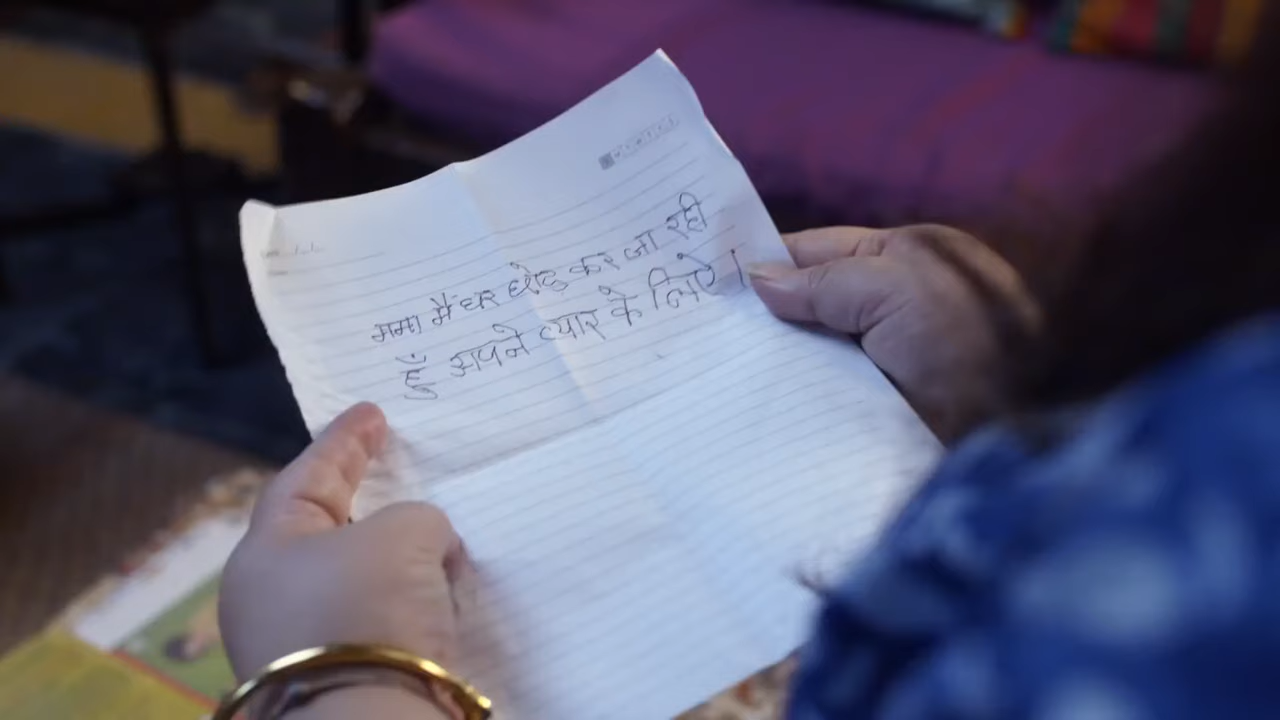 ममा मैं घर छोड़ कर जा रही
हूँ अपने प्यार के लिऐ।